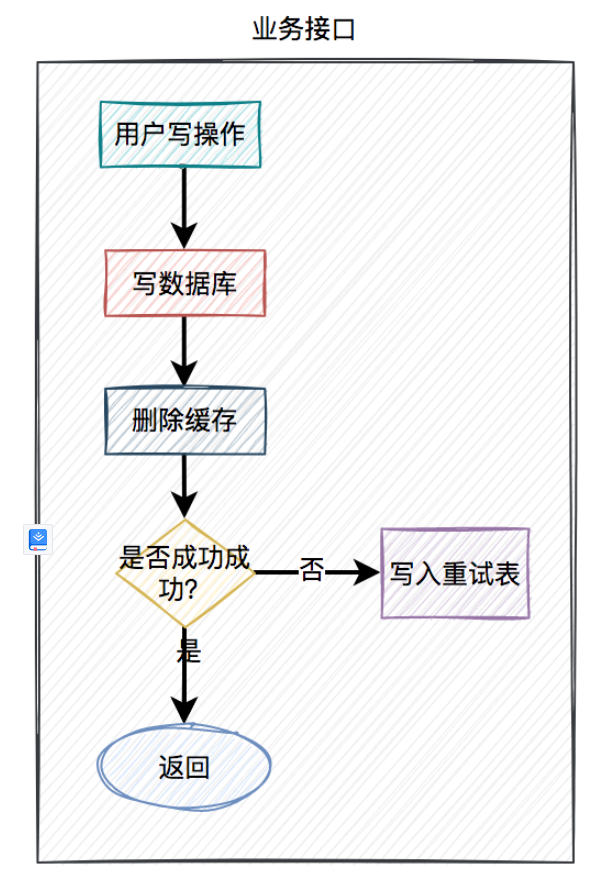 业务接口
用户写操作
写数据库
删除缓存
是否成功成
功?
否
写入重试表
是
返回